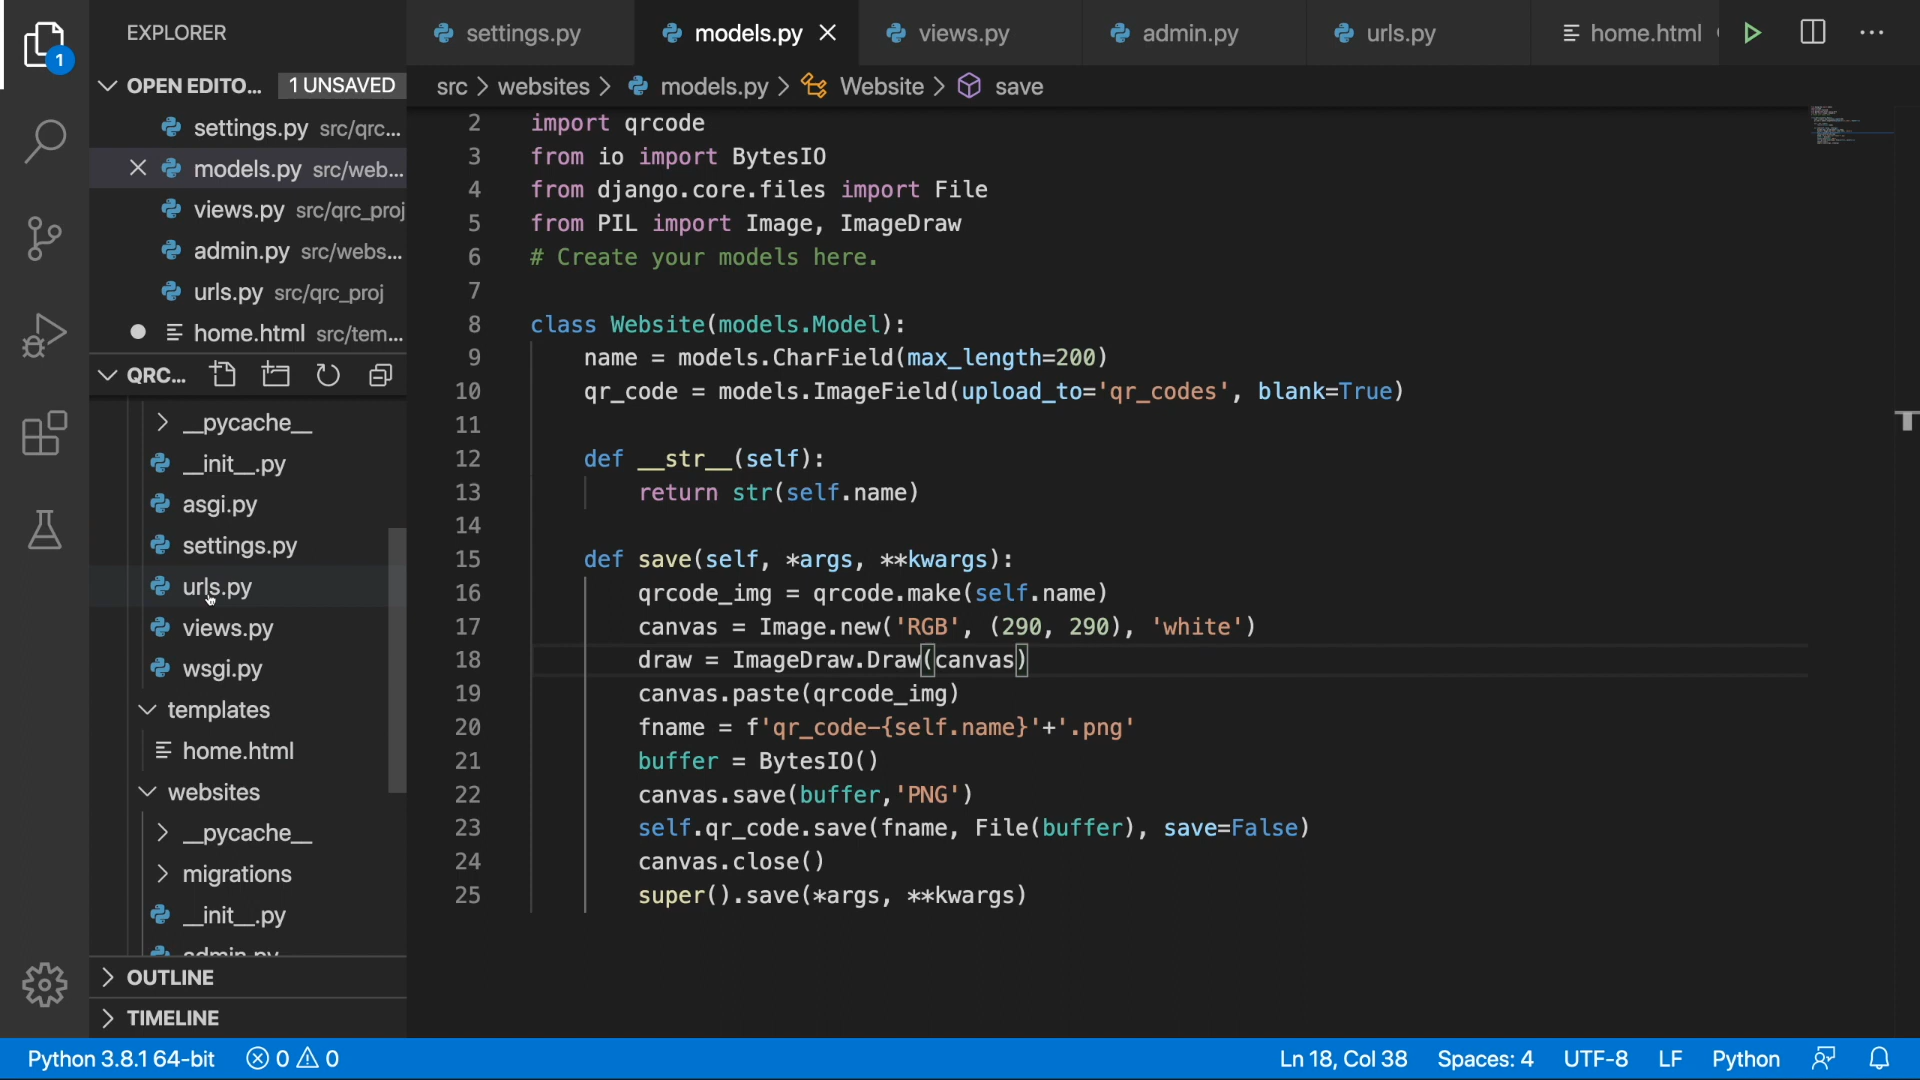 EXPLORER
OPEN EDITO... 1 UNSAVED
settings.py src/qrc...
models.py src/web...
views.py src/qrc_proj
admin.py src/webs...
urls.py src/qrc_proj
home.html src/tem...
QRC...
__pycache__
__init__.py
asgi.py
settings.py
urls.py
views.py
wsgi.py
templates
home.html
websites
__pycache__
migrations
__init__.py
admin.py
OUTLINE
TIMELINE
1
settings.py models.py views.py admin.py urls.py home.html
src > websites > models.py > Website > save
2 import qrcode
3 from io import BytesIO
4 from django.core.files import File
5 from PIL import Image, ImageDraw
6 # Create your models here.
7
8 class Website(models.Model):
9 name = models.CharField(max_length=200)
10 qr_code = models.ImageField(upload_to='qr_codes', blank=True)
11
12 def __str__(self):
13 return str(self.name)
14
15 def save(self, *args, **kwargs):
16 qrcode_img = qrcode.make(self.name)
17 canvas = Image.new('RGB', (290, 290), 'white')
18 draw = ImageDraw.Draw(canvas)
19 canvas.paste(qrcode_img)
20 fname = f'qr_code-{self.name}'+'.png'
21 buffer = BytesIO()
22 canvas.save(buffer,'PNG')
23 self.qr_code.save(fname, File(buffer), save=False)
24 canvas.close()
25 super().save(*args, **kwargs)
Python 3.8.1 64-bit 0 0 Ln 18, Col 38 Spaces: 4 UTF-8 LF Python